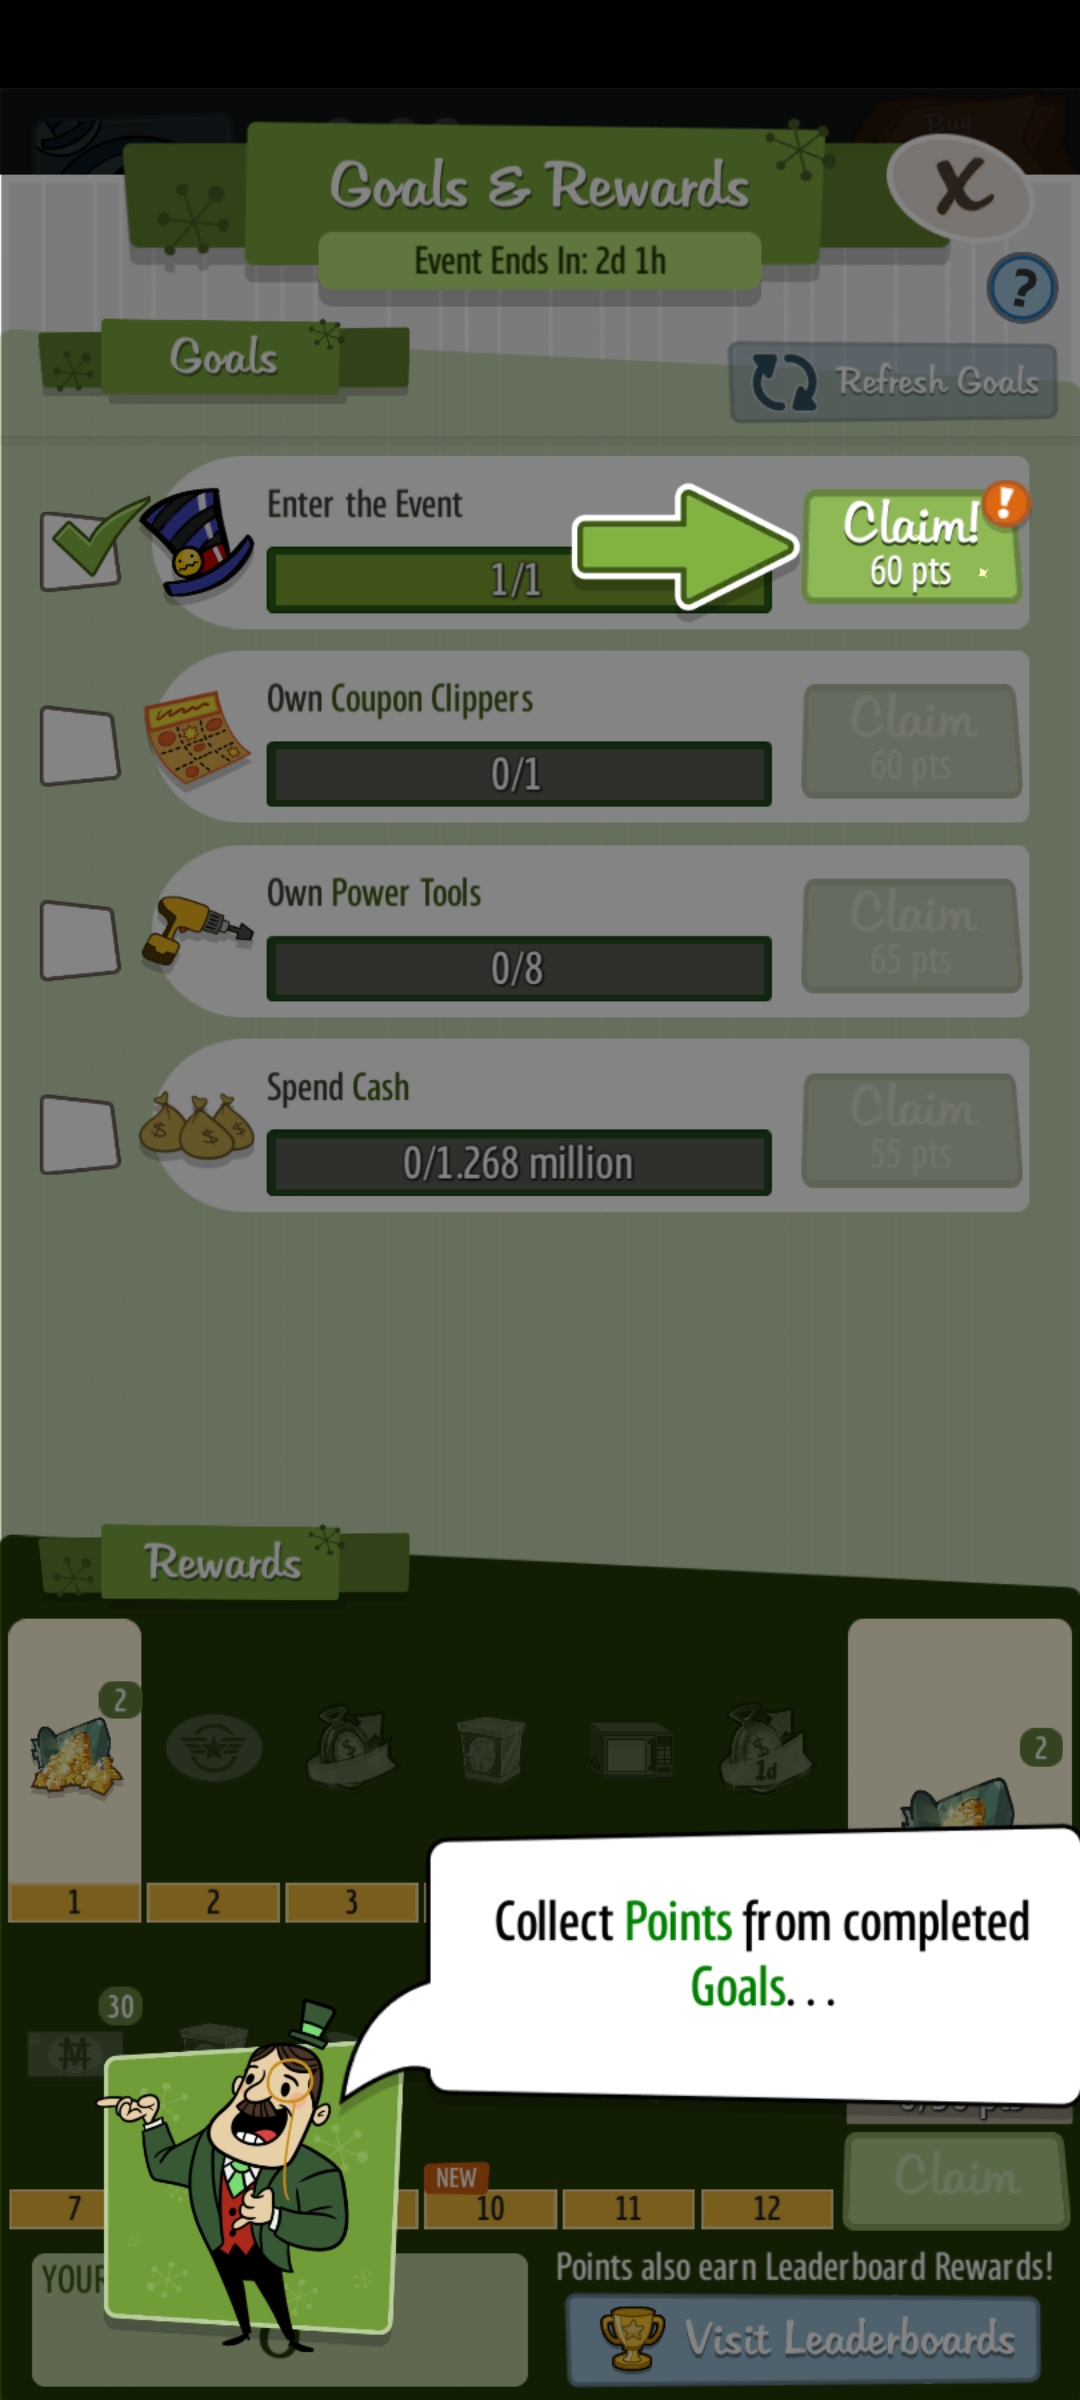 Buy
Goals & Rewards
X
Event Ends In: 2d 1h
?
Goals
Refresh Goals
Enter the Event
1/1
Claim!
!
60 pts
Own Coupon Clippers
0/1
Claim
60 pts
Own Power Tools
0/8
Claim
65 pts
Spend Cash
0/1.268 million
Claim
55 pts
Rewards
2
1d
2
1
2
3
Collect Points from completed
Goals...
30
NEW
7
10
11
12
Claim
YOUR
Points also earn Leaderboard Rewards!
Visit Leaderboards